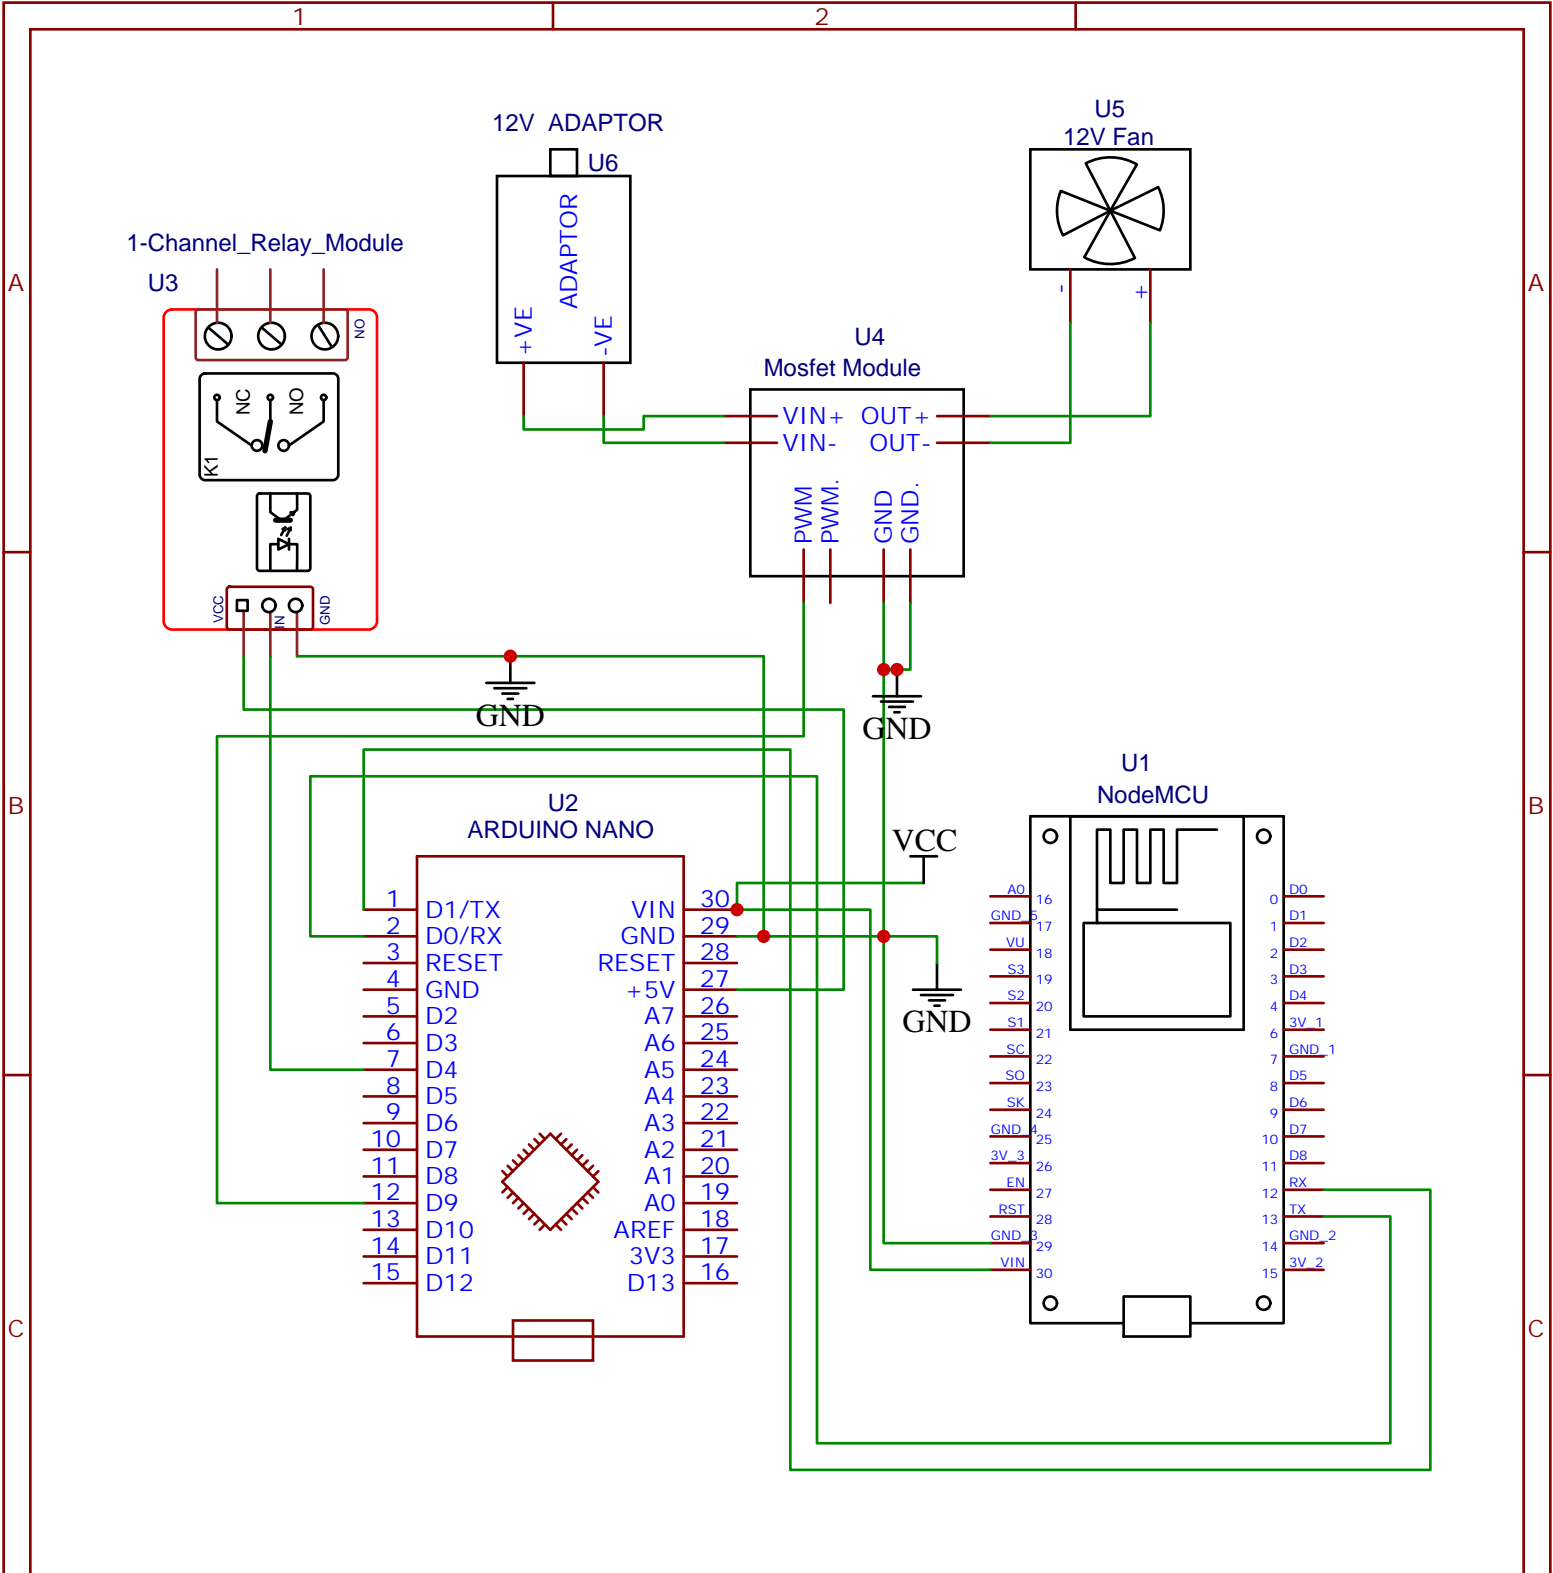 1
2
A
A
B
B
C
C
12V ADAPTOR
U6
ADAPTOR
+VE
-VE
U5
12V Fan
-
+
1-Channel_Relay_Module
U3
NO
NC
NO
K1
VCC
IN
GND
U4
Mosfet Module
VIN+
OUT+
VIN-
OUT-
PWM
PWM.
GND
GND.
GND
GND
U2
ARDUINO NANO
1 D1/TX
2 D0/RX
3 RESET
4 GND
5 D2
6 D3
7 D4
8 D5
9 D6
10 D7
11 D8
12 D9
13 D10
14 D11
15 D12
VIN 30
GND 29
RESET 28
+5V 27
A7 26
A6 25
A5 24
A4 23
A3 22
A2 21
A1 20
A0 19
AREF 18
3V3 17
D13 16
VCC
GND
U1
NodeMCU
A0 16
GND_5 17
VU 18
S3 19
S2 20
S1 21
SC 22
SO 23
SK 24
GND_4 25
3V_3 26
EN 27
RST 28
GND_3 29
VIN 30
0 D0
1 D1
2 D2
3 D3
4 D4
6 3V_1
7 GND_1
8 D5
9 D6
10 D7
11 D8
12 RX
13 TX
14 GND_2
15 3V_2